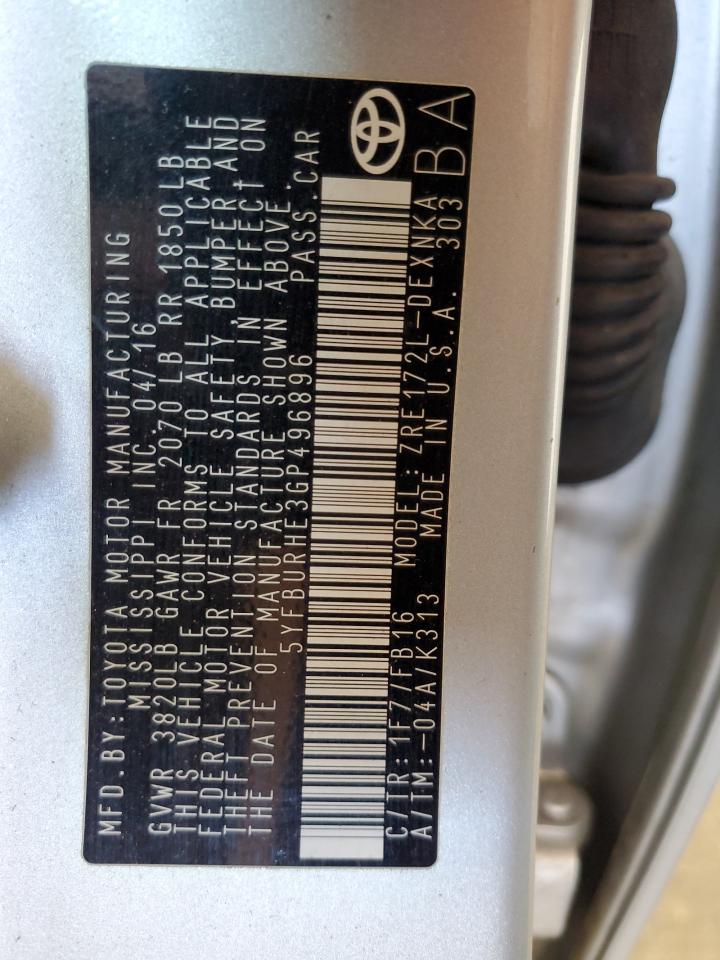 MFD.BY:TOYOTA MOTOR MANUFACTURING
MISSISSIPPI INC. 04/16
GVWR 3820LB GAWR FR 2070 LB RR 1850LB
THIS VEHICLE CONFORMS TO ALL APPLICABLE
FEDERAL MOTOR VEHICLE SAFETY, BUMPER AND
THEFT PREVENTION STANDARDS IN EFFECT ON
THE DATE OF MANUFACTURE SHOWN ABOVE.
5YFBURHE3GP496896 PASS.CAR
C/TR:1F7/FB16 MODEL:ZRE172L-DEXNKA
A/TM:-04A/K313 MADE IN U.S.A. 303 BA